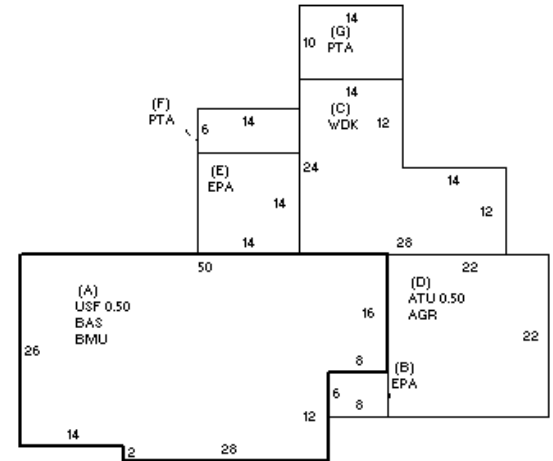 14
10
(G)
PTA
14
(F)
PTA
6
14
(C)
WDK
12
(E)
EPA
24
14
14
12
14
28
50
22
(A)
USF 0.50
BAS
BMU
16
(D)
ATU 0.50
AGR
26
22
8
(B)
EPA
6
8
12
14
2
28